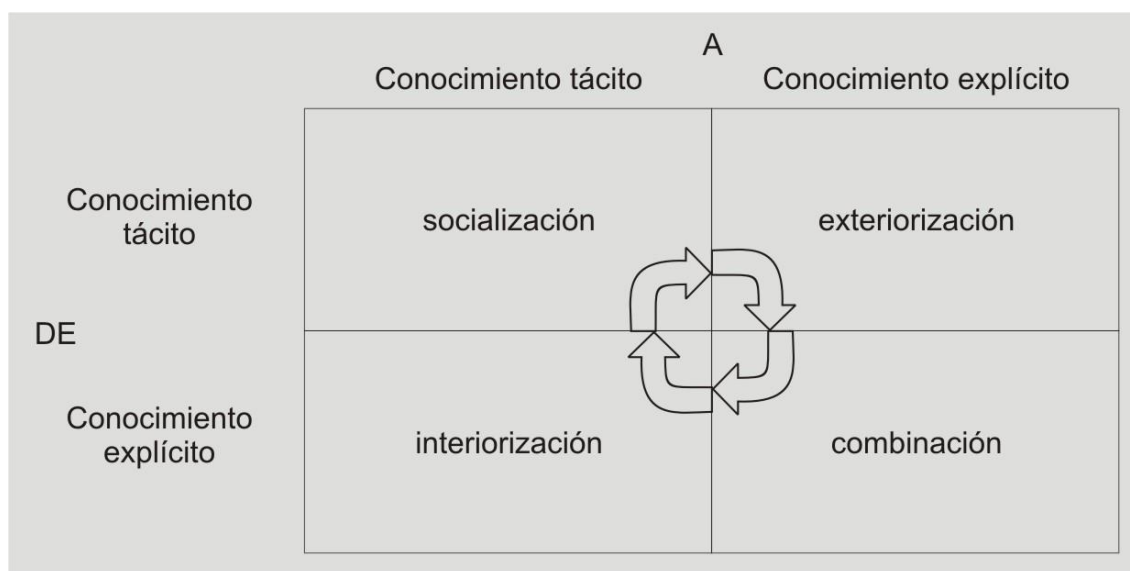 A
Conocimiento tácito
Conocimiento explícito
Conocimiento
tácito
socialización
exteriorización
DE
Conocimiento
explícito
interiorización
combinación